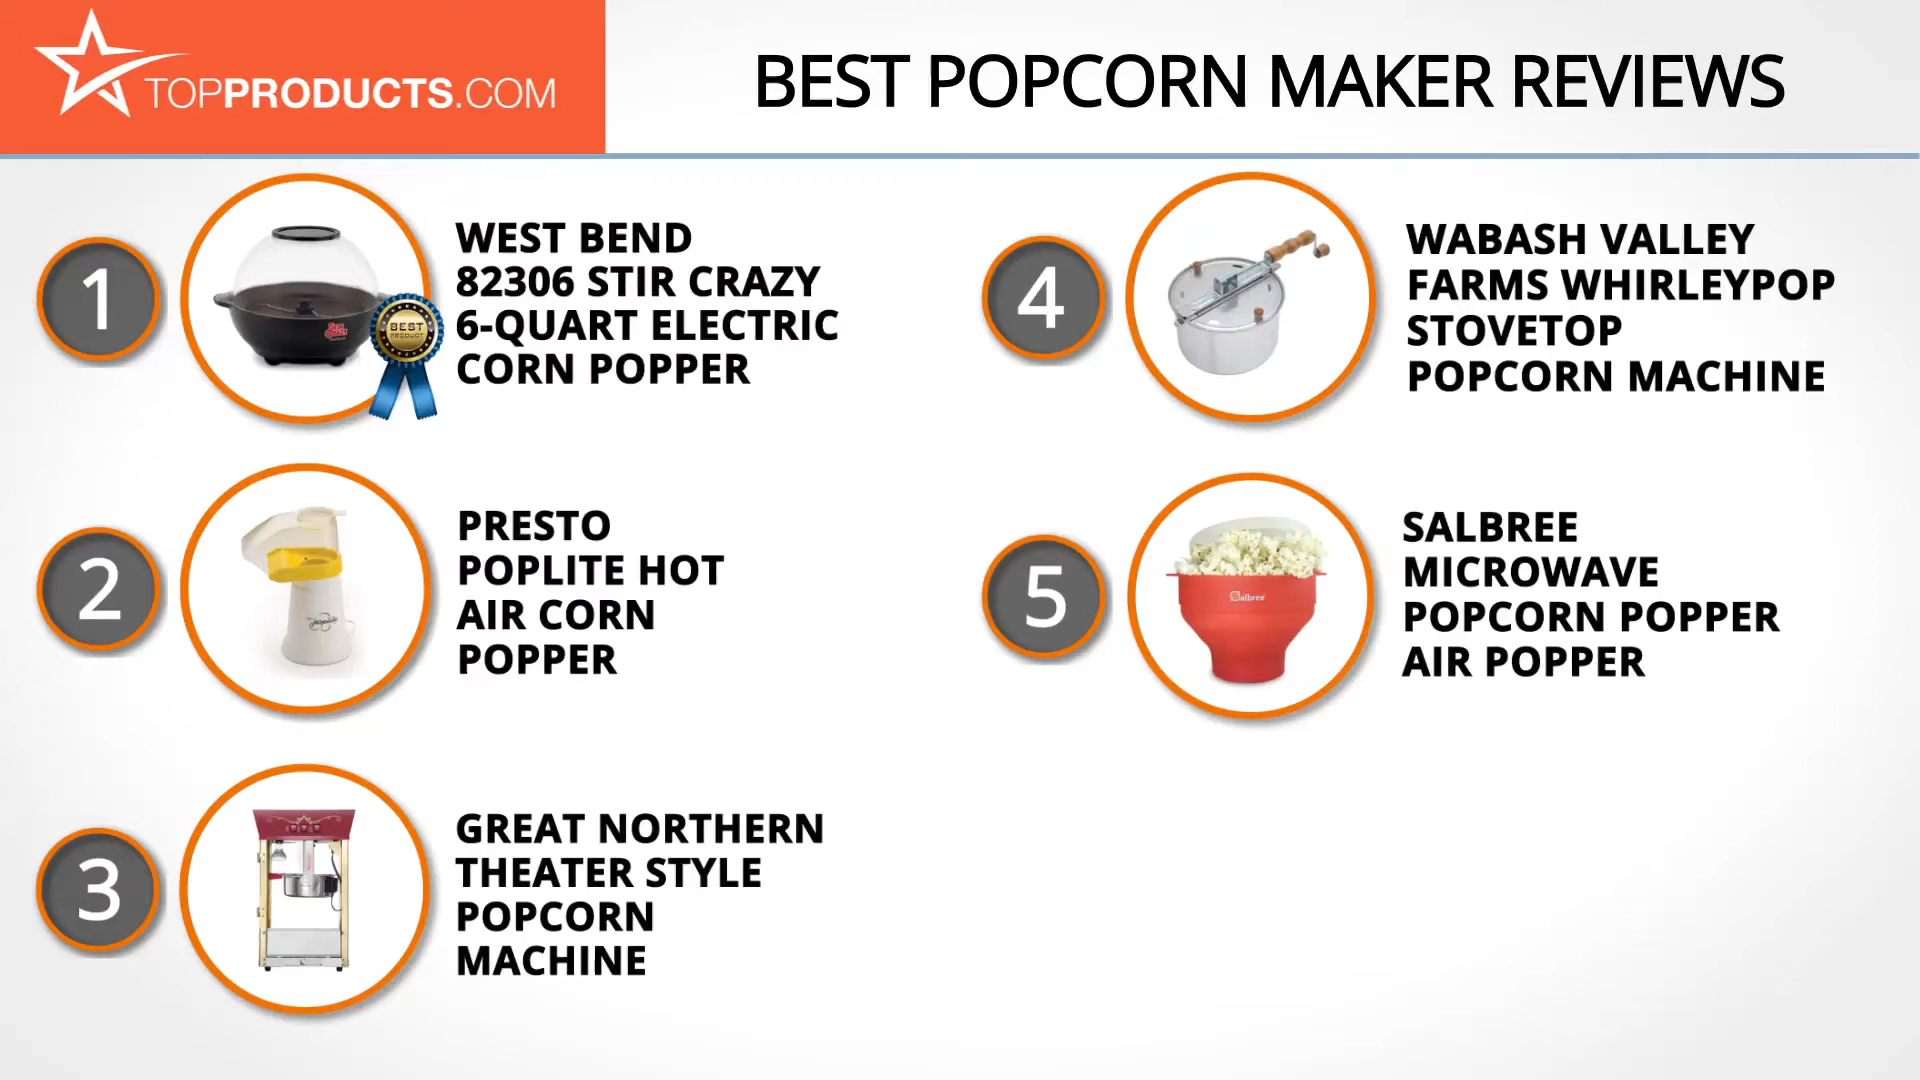 TOPPRODUCTS.COM
BEST POPCORN MAKER REVIEWS
1
BEST
PRODUCT
WEST BEND
82306 STIR CRAZY
6-QUART ELECTRIC
CORN POPPER
2
PRESTO
POPLITE HOT
AIR CORN
POPPER
3
GREAT NORTHERN
THEATER STYLE
POPCORN
MACHINE
4
WABASH VALLEY
FARMS WHIRLEYPOP
STOVETOP
POPCORN MACHINE
5
Salbree
SALBREE
MICROWAVE
POPCORN POPPER
AIR POPPER